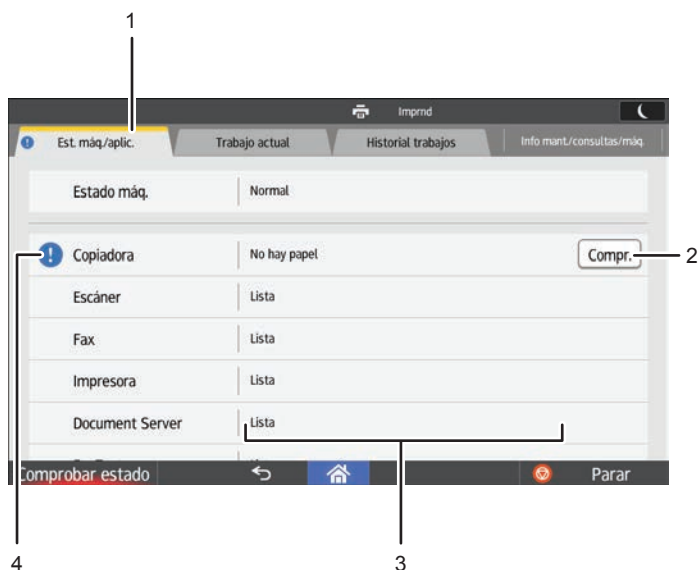 1
Imprnd
Est. máq./aplic.
Trabajo actual
Historial trabajos
Info mant./consultas/máq.
Estado máq.
Normal
! Copiadora
No hay papel
Compr.
2
Escáner
Lista
Fax
Lista
Impresora
Lista
Document Server
Lista
Comprobar estado
Parar
4
3